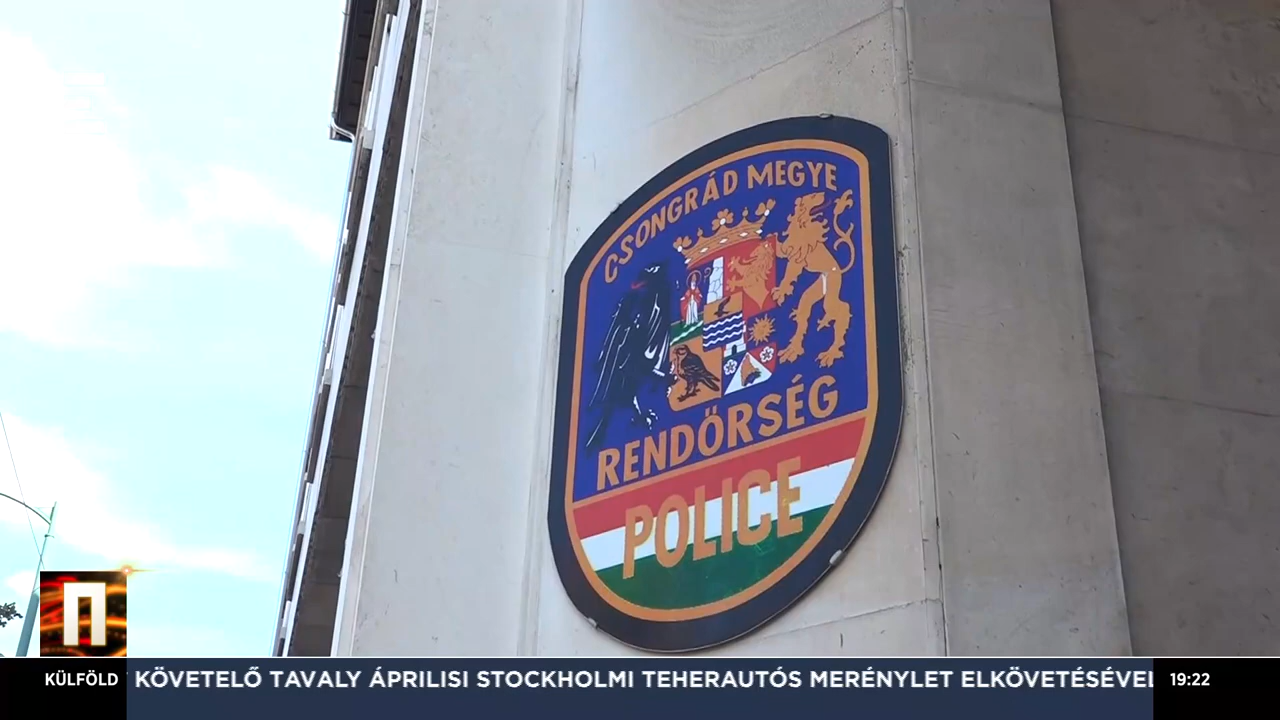 CSONGRÁD MEGYE
RENDŐRSÉG
POLICE
KÜLFÖLD
KÖVETELŐ TAVALY ÁPRILISI STOCKHOLMI TEHERAUTÓS MERÉNYLET ELKÖVETÉSÉVEL
19:22